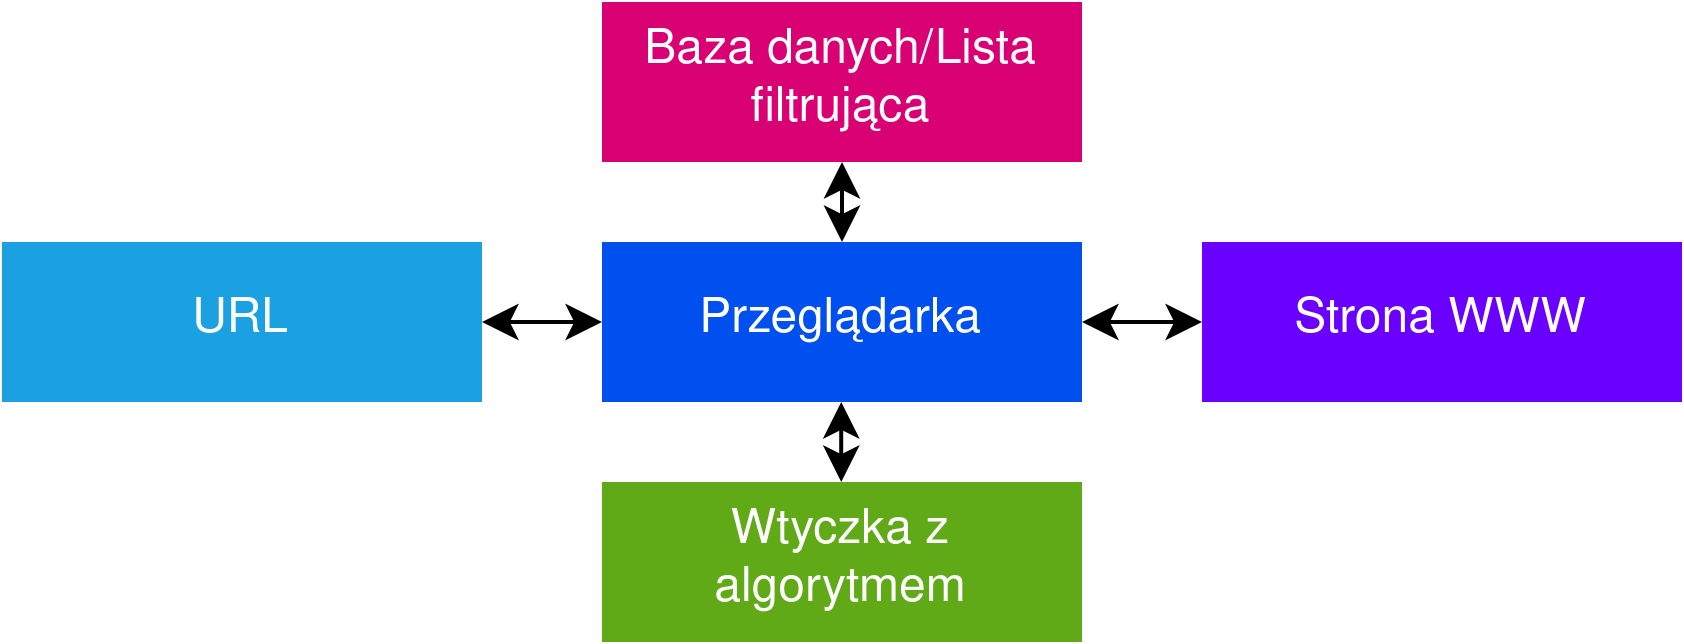 Baza danych/Lista
filtrująca
URL
Przeglądarka
Strona WWW
Wtyczka z
algorytmem